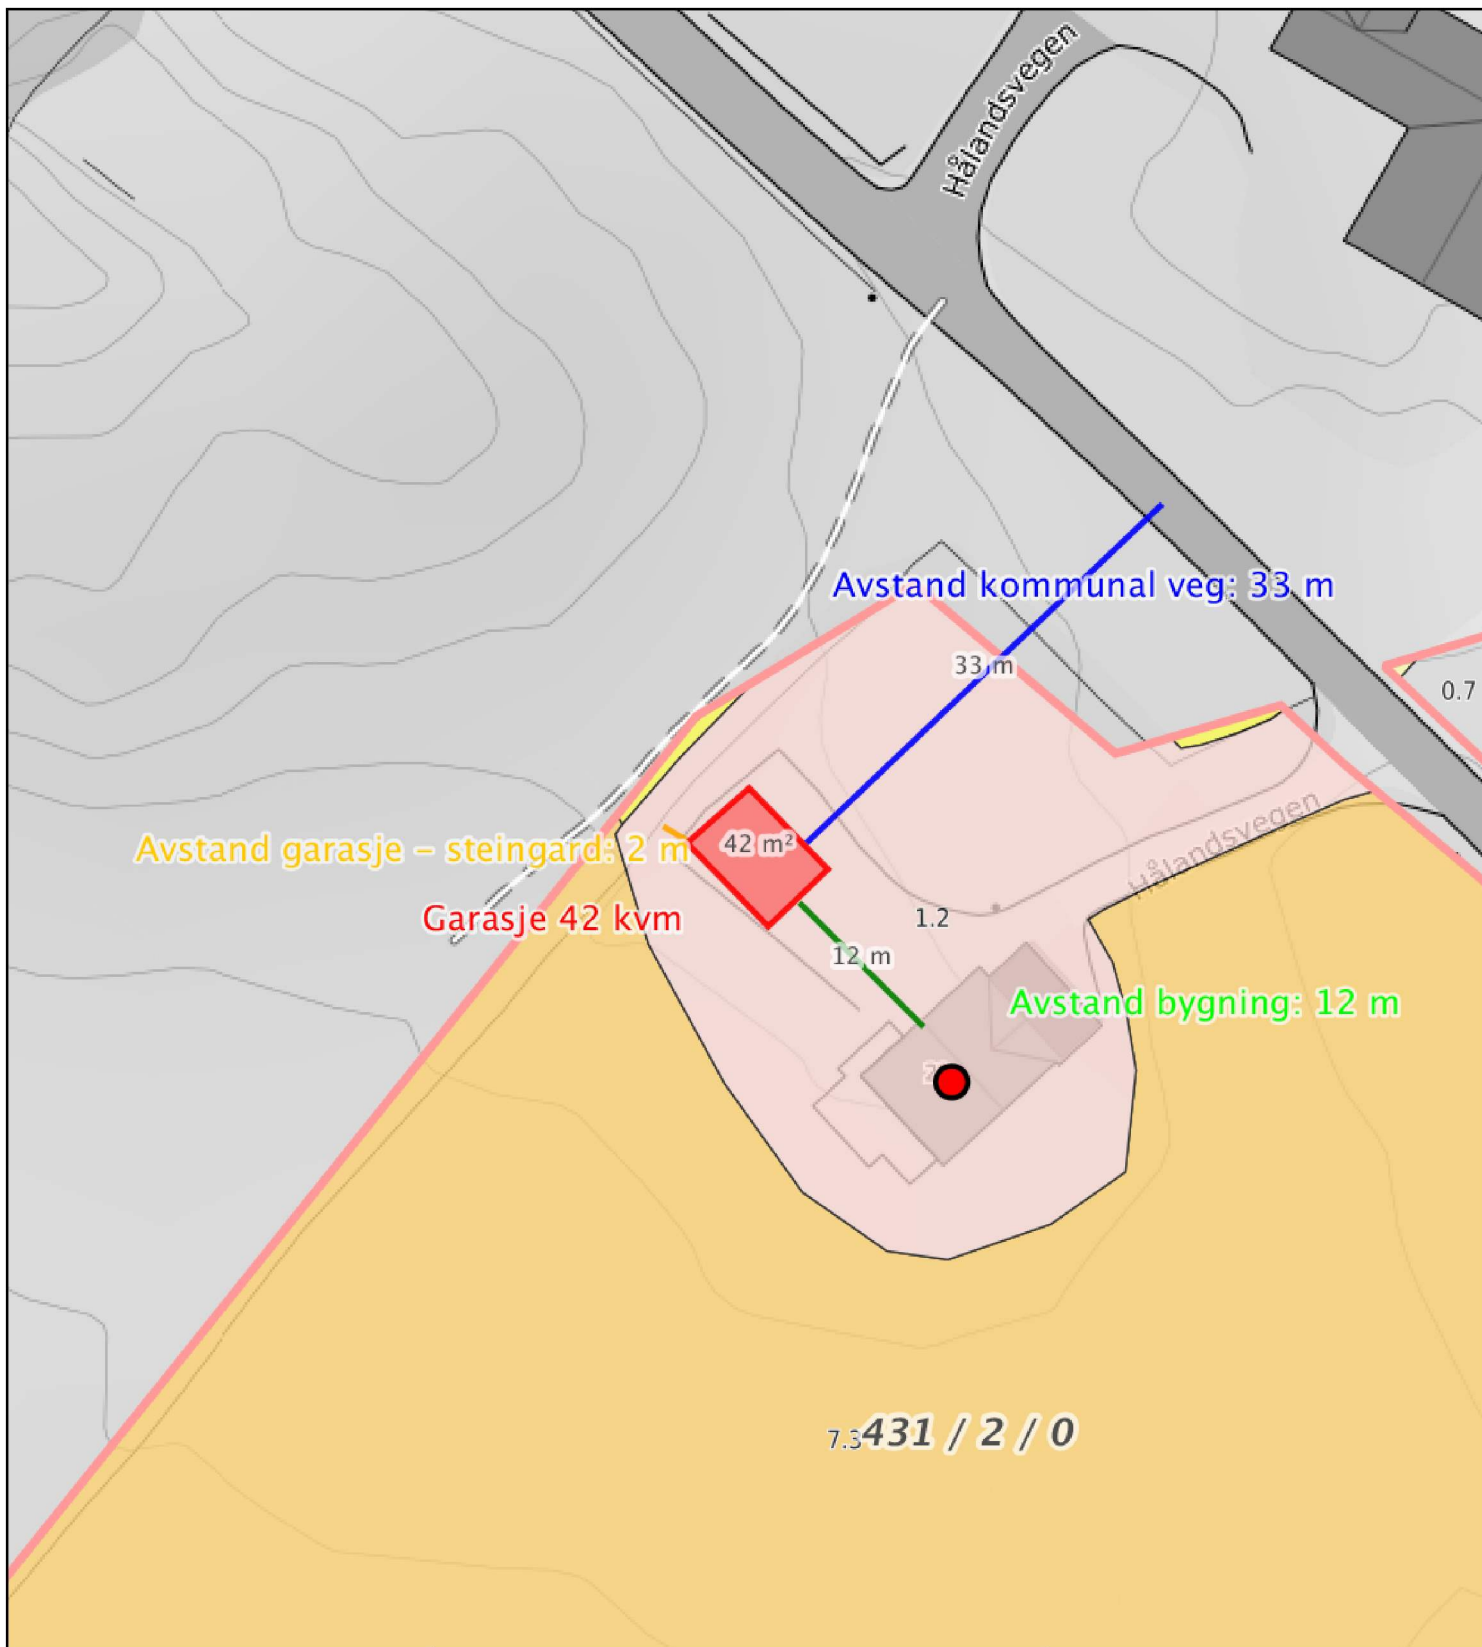 Hålandsvegen
Avstand kommunal veg: 33 m
33 m
0.7
Hålandsvegen
42 m²
Avstand garasje – steingard: 2 m
Garasje 42 kvm
1.2
12 m
Avstand bygning: 12 m
7.3
431 / 2 / 0